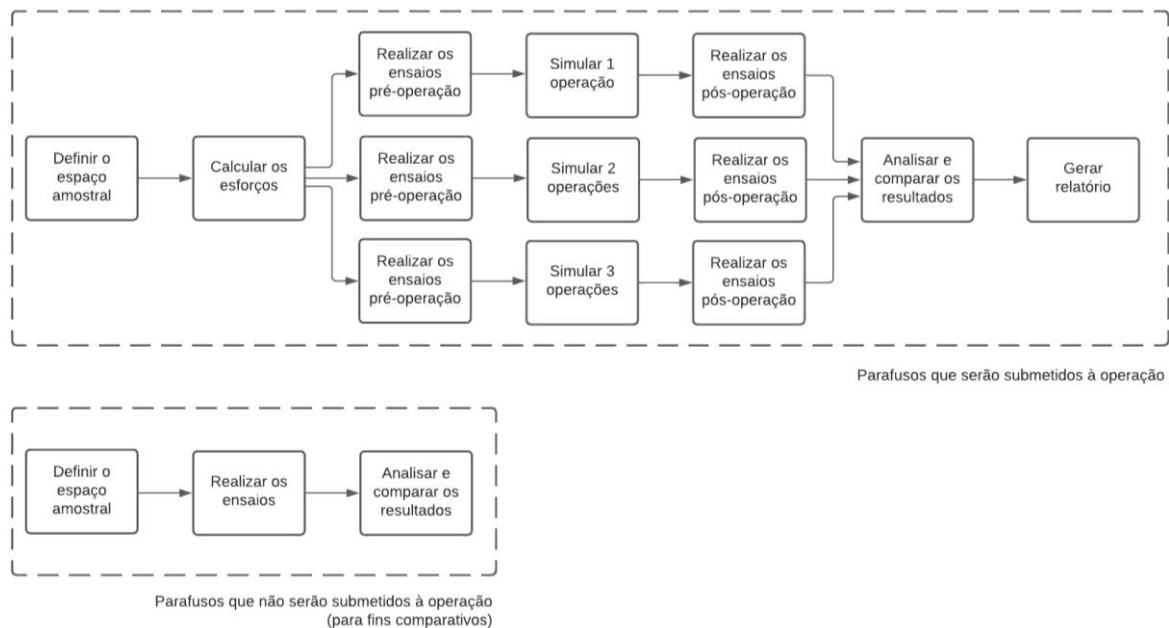 Definir o
espaço
amostral
Calcular os
esforços
Realizar os
ensaios
pré-operação
Simular 1
operação
Realizar os
ensaios
pós-operação
Realizar os
ensaios
pré-operação
Simular 2
operações
Realizar os
ensaios
pós-operação
Realizar os
ensaios
pré-operação
Simular 3
operações
Realizar os
ensaios
pós-operação
Analisar e
comparar os
resultados
Gerar
relatório
Parafusos que serão submetidos à operação
Definir o
espaço
amostral
Realizar os
ensaios
Analisar e
comparar os
resultados
Parafusos que não serão submetidos à operação
(para fins comparativos)